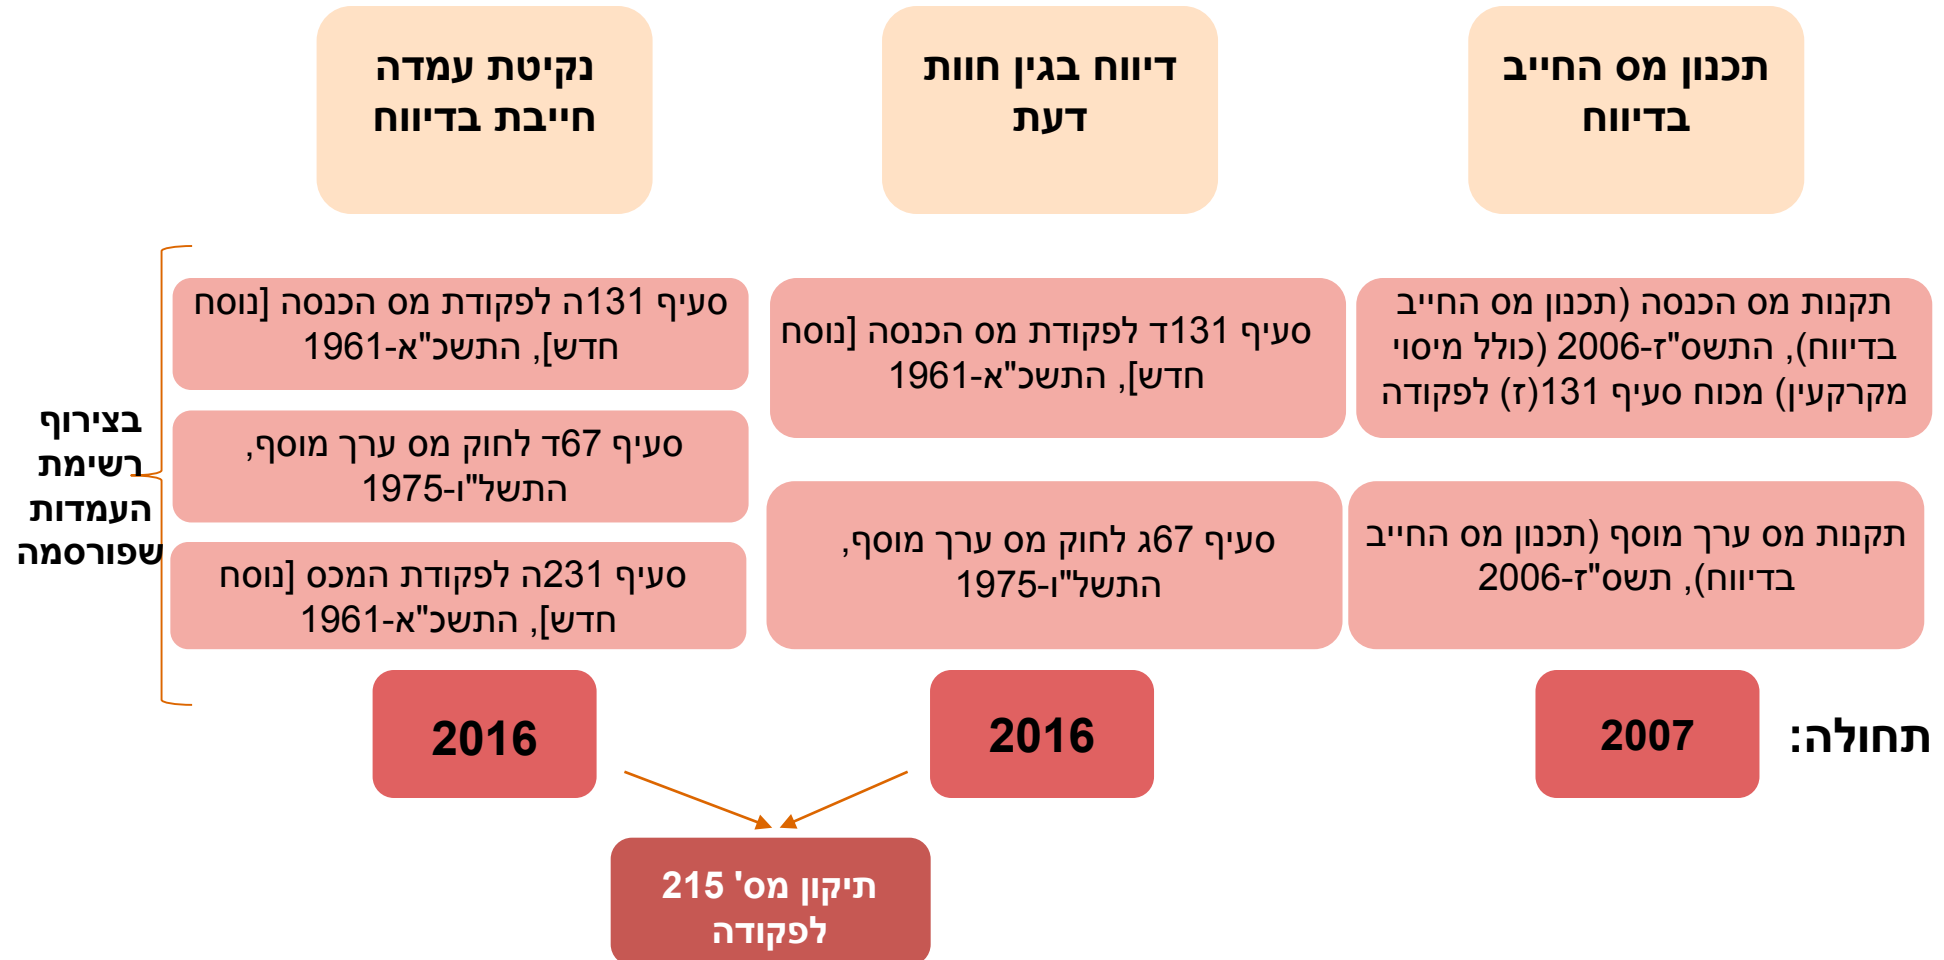 תכנון מס החייב
בדיווח
דיווח בגין חוות
דעת
נקיטת עמדה
חייבת בדיווח
תקנות מס הכנסה (תכנון מס החייב
בדיווח), התשס"ז-2006 (כולל מיסוי
מקרקעין) מכוח סעיף 131(ז) לפקודה
תקנות מס ערך מוסף (תכנון מס החייב
בדיווח), תשס"ז-2006
סעיף 131ד לפקודת מס הכנסה [נוסח
חדש], התשכ"א-1961
סעיף 67ג לחוק מס ערך מוסף,
התשל"ו-1975
סעיף 131ה לפקודת מס הכנסה [נוסח
חדש], התשכ"א-1961
סעיף 67ד לחוק מס ערך מוסף,
התשל"ו-1975
סעיף 231ה לפקודת המכס [נוסח
חדש], התשכ"א-1961
בצירוף
רשימת
העמדות
שפורסמה
תחולה:
2007
2016
2016
תיקון מס' 215
לפקודה